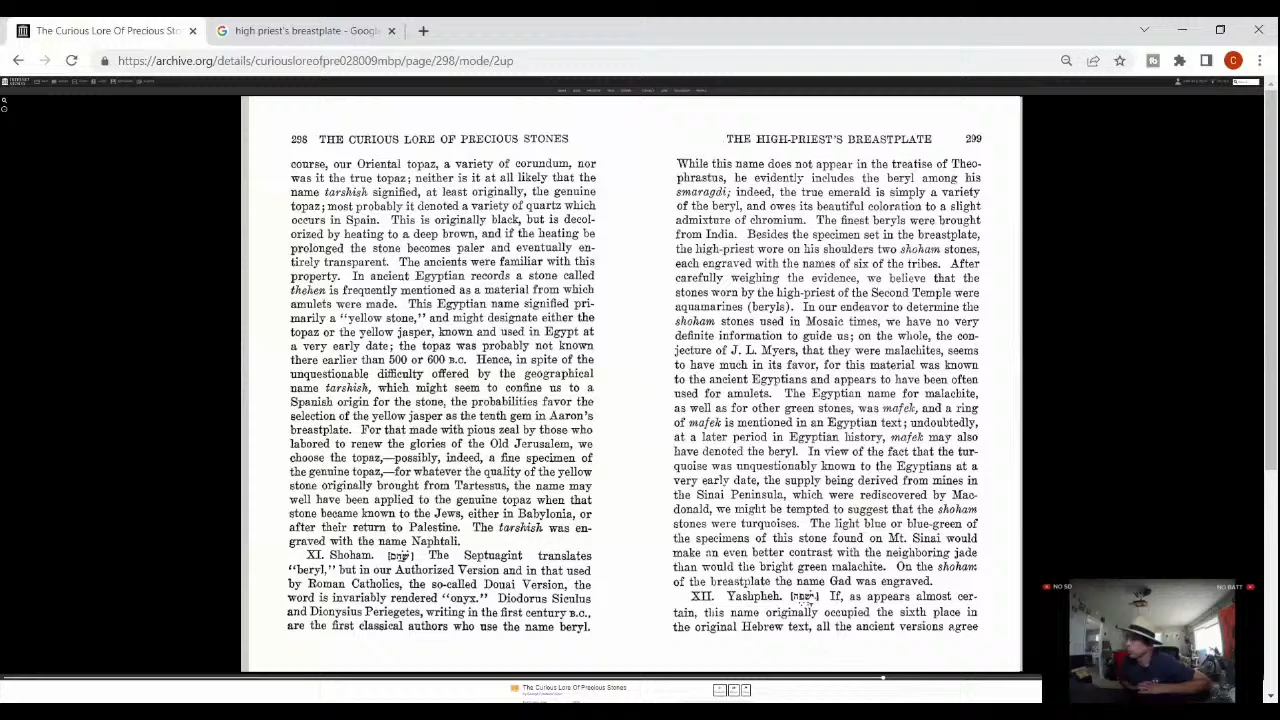 The Curious Lore Of Precious Sto
high priest's breastplate - Google
https://archive.org/details/curiousloreofpre028009mbp/page/298/mode/2up
C
298 THE CURIOUS LORE OF PRECIOUS STONES
course, our Oriental topaz, a variety of corundum, nor
was it the true topaz; neither is it at all likely that the
name tarshish signified, at least originally, the genuine
topaz; most probably it denoted a variety of quartz which
occurs in Spain. This is originally black, but is decol-
orized by heating to a deep brown, and if the heating be
prolonged the stone becomes paler and eventually en-
tirely transparent. The ancients were familiar with this
property. In ancient Egyptian records a stone called
thehen is frequently mentioned as a material from which
amulets were made. This Egyptian name signified pri-
marily a "yellow stone," and might designate either the
topaz or the yellow jasper, known and used in Egypt at
a very early date; the topaz was probably not known
there earlier than 500 or 600 B.C. Hence, in spite of the
unquestionable difficulty offered by the geographical
name tarshish, which might seem to confine us to a
Spanish origin for the stone, the probabilities favor the
selection of the yellow jasper as the tenth gem in Aaron's
breastplate. For that made with pious zeal by those who
labored to renew the glories of the Old Jerusalem, we
choose the topaz,—possibly, indeed, a fine specimen of
the genuine topaz,—for whatever the quality of the yellow
stone originally brought from Tartessus, the name may
well have been applied to the genuine topaz when that
stone became known to the Jews, either in Babylonia, or
after their return to Palestine. The tarshish was en-
graved with the name Naphtali.
XI. Shoham. [שׁהם] The Septuagint translates
"beryl," but in our Authorized Version and in that used
by Roman Catholics, the so-called Douai Version, the
word is invariably rendered "onyx." Diodorus Siculus
and Dionysius Periegetes, writing in the first century B.C.,
are the first classical authors who use the name beryl.
THE HIGH-PRIEST'S BREASTPLATE 299
While this name does not appear in the treatise of Theo-
phrastus, he evidently includes the beryl among his
smaragdi; indeed, the true emerald is simply a variety
of the beryl, and owes its beautiful coloration to a slight
admixture of chromium. The finest beryls were brought
from India. Besides the specimen set in the breastplate,
the high-priest wore on his shoulders two shoham stones,
each engraved with the names of six of the tribes. After
carefully weighing the evidence, we believe that the
stones worn by the high-priest of the Second Temple were
aquamarines (beryls). In our endeavor to determine the
shoham stones used in Mosaic times, we have no very
definite information to guide us; on the whole, the con-
jecture of J. L. Myers, that they were malachites, seems
to have much in its favor, for this material was known
to the ancient Egyptians and appears to have been often
used for amulets. The Egyptian name for malachite,
as well as for other green stones, was mafek, and a ring
of mafek is mentioned in an Egyptian text; undoubtedly,
at a later period in Egyptian history, mafek may also
have denoted the beryl. In view of the fact that the tur-
quoise was unquestionably known to the Egyptians at a
very early date, the supply being derived from mines in
the Sinai Peninsula, which were rediscovered by Mac-
donald, we might be tempted to suggest that the shoham
stones were turquoises. The light blue or blue-green of
the specimens of this stone found on Mt. Sinai would
make an even better contrast with the neighboring jade
than would the bright green malachite. On the shoham
of the breastplate the name Gad was engraved.
XII. Yashpheh. If, as appears almost cer-
tain, this name originally occupied the sixth place in
the original Hebrew text, all the ancient versions agree
The Curious Lore Of Precious Stones
NO SD
NO BATT